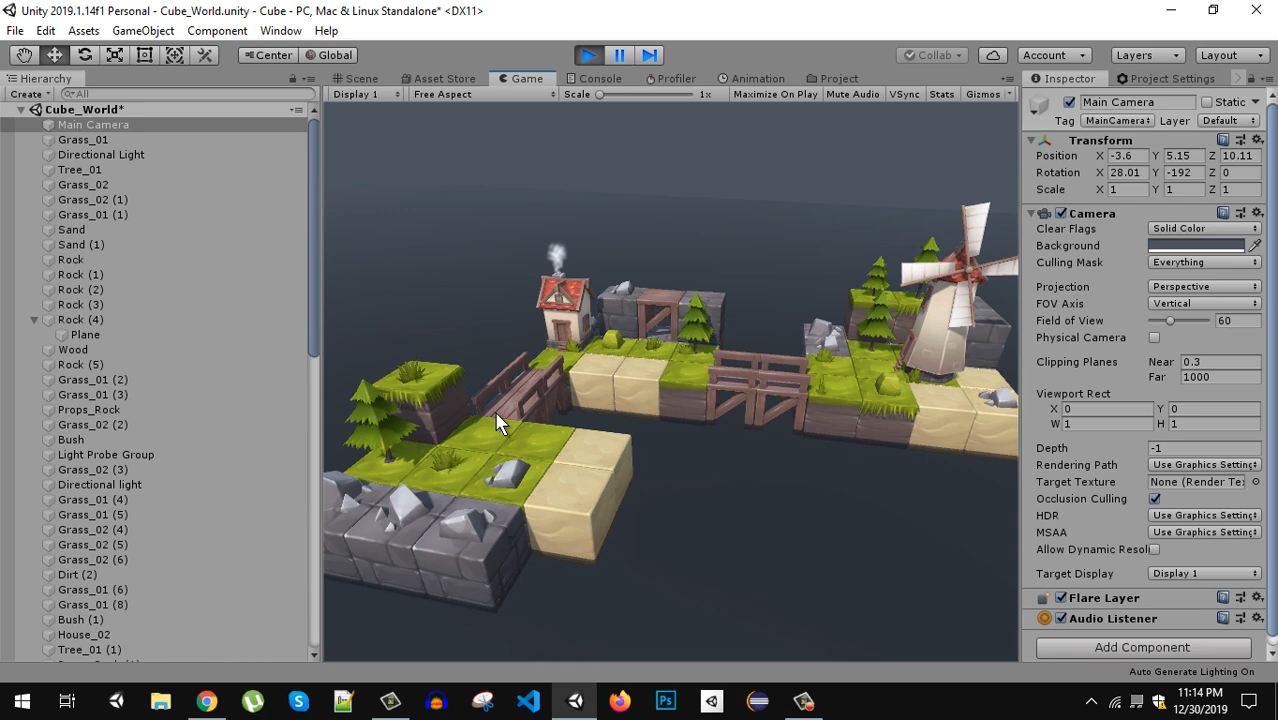 Unity 2019.1.14f1 Personal - Cube_World.unity - Cube - PC, Mac & Linux Standalone* <DX11>
File Edit Assets GameObject Component Window Help
Center Global Collab Account Layers Layout
Hierarchy Scene Asset Store Game Console Profiler Animation Project Inspector Project Settings
Create All Display 1 Free Aspect Scale 1x Maximize On Play Mute Audio VSync Stats Gizmos
Cube_World*
Main Camera
Grass_01
Directional Light
Tree_01
Grass_02
Grass_02 (1)
Grass_01 (1)
Sand
Sand (1)
Rock
Rock (1)
Rock (2)
Rock (3)
Rock (4)
Plane
Wood
Rock (5)
Grass_01 (2)
Grass_01 (3)
Props_Rock
Grass_02 (2)
Bush
Light Probe Group
Grass_02 (3)
Directional light
Grass_01 (4)
Grass_01 (5)
Grass_02 (4)
Grass_02 (5)
Grass_02 (6)
Dirt (2)
Grass_01 (6)
Grass_01 (8)
Bush (1)
House_02
Tree_01 (1)
Main Camera Static
Tag MainCamera Layer Default
Transform
Position X -3.6 Y 5.15 Z 10.11
Rotation X 28.01 Y -192 Z 0
Scale X 1 Y 1 Z 1
Camera
Clear Flags Solid Color
Background
Culling Mask Everything
Projection Perspective
FOV Axis Vertical
Field of View 60
Physical Camera
Clipping Planes Near 0.3
Far 1000
Viewport Rect
X 0 Y 0
W 1 H 1
Depth -1
Rendering Path Use Graphics Setting
Target Texture None (Render Te
Occlusion Culling
HDR Use Graphics Setting
MSAA Use Graphics Setting
Allow Dynamic Resol
Target Display Display 1
Flare Layer
Audio Listener
Add Component
Auto Generate Lighting On
11:14 PM
12/30/2019